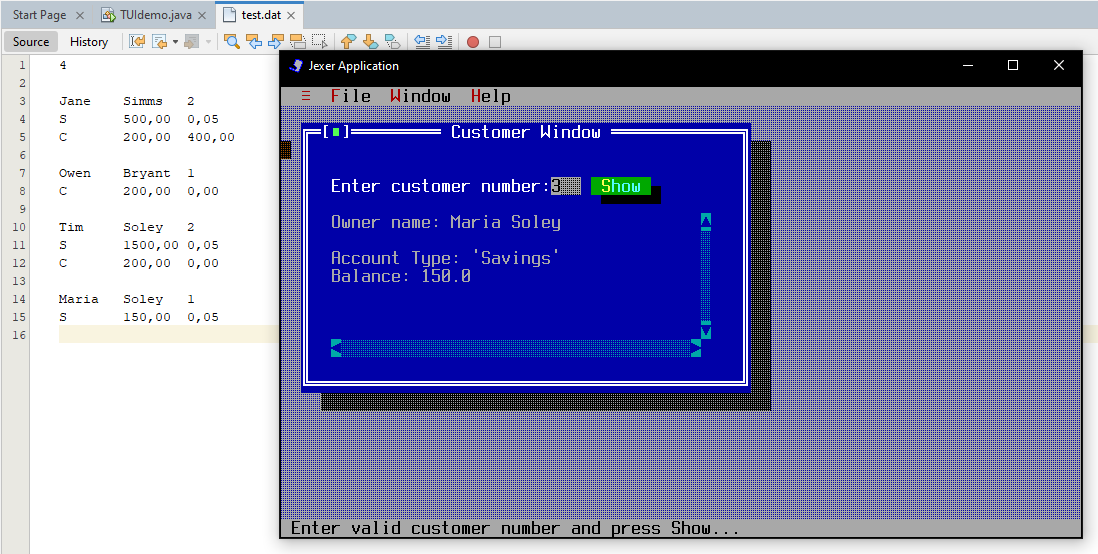 Start Page
TUIdemo.java
test.dat
Source History
Jexer Application
1 4
2
3 Jane Simms 2
4 S 500,00 0,05
5 C 200,00 400,00
6
7 Owen Bryant 1
8 C 200,00 0,00
9
10 Tim Soley 2
11 S 1500,00 0,05
12 C 200,00 0,00
13
14 Maria Soley 1
15 S 150,00 0,05
16
File Window Help
Customer Window
Enter customer number:3 Show
Owner name: Maria Soley
Account Type: 'Savings'
Balance: 150.0
Enter valid customer number and press Show...